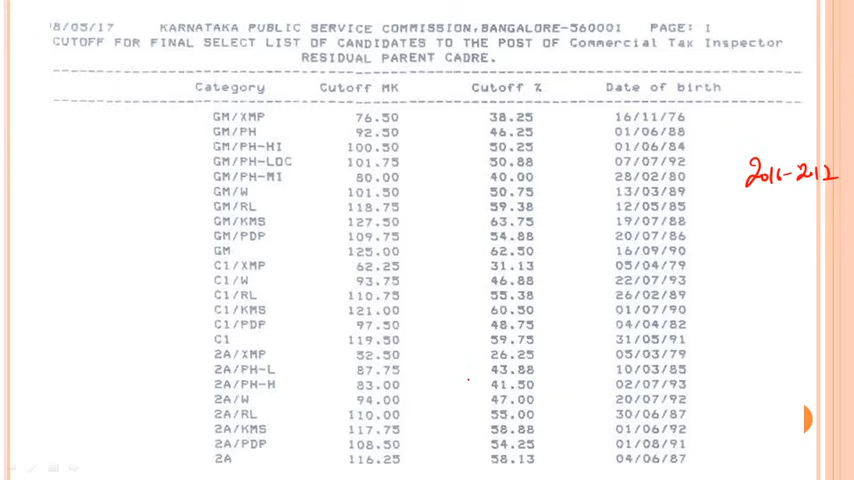 08/05/17 KARNATAKA PUBLIC SERVICE COMMISSION,BANGALORE-560001 PAGE: 1
CUTOFF FOR FINAL SELECT LIST OF CANDIDATES TO THE POST OF Commercial Tax Inspector
RESIDUAL PARENT CADRE.
Category Cutoff MK Cutoff % Date of birth
GM/XMP 76.50 38.25 16/11/76
GM/PH 92.50 46.25 01/06/88
GM/PH-HI 100.50 50.25 01/06/84
GM/PH-LOC 101.75 50.88 07/07/92
GM/PH-MI 80.00 40.00 28/02/80
GM/W 101.50 50.75 13/03/89
GM/RL 118.75 59.38 12/05/85
GM/KMS 127.50 63.75 19/07/88
GM/PDP 109.75 54.88 20/07/86
GM 125.00 62.50 16/09/90
C1/XMP 62.25 31.13 05/04/79
C1/W 93.75 46.88 22/07/93
C1/RL 110.75 55.38 26/02/89
C1/KMS 121.00 60.50 01/07/90
C1/PDP 97.50 48.75 04/04/82
C1 119.50 59.75 31/05/91
2A/XMP 52.50 26.25 05/03/79
2A/PH-L 87.75 43.88 10/03/85
2A/PH-H 83.00 41.50 02/07/93
2A/W 94.00 47.00 20/07/92
2A/RL 110.00 55.00 30/06/87
2A/KMS 117.75 58.88 01/06/92
2A/PDP 108.50 54.25 01/08/91
2A 116.25 58.13 04/06/87